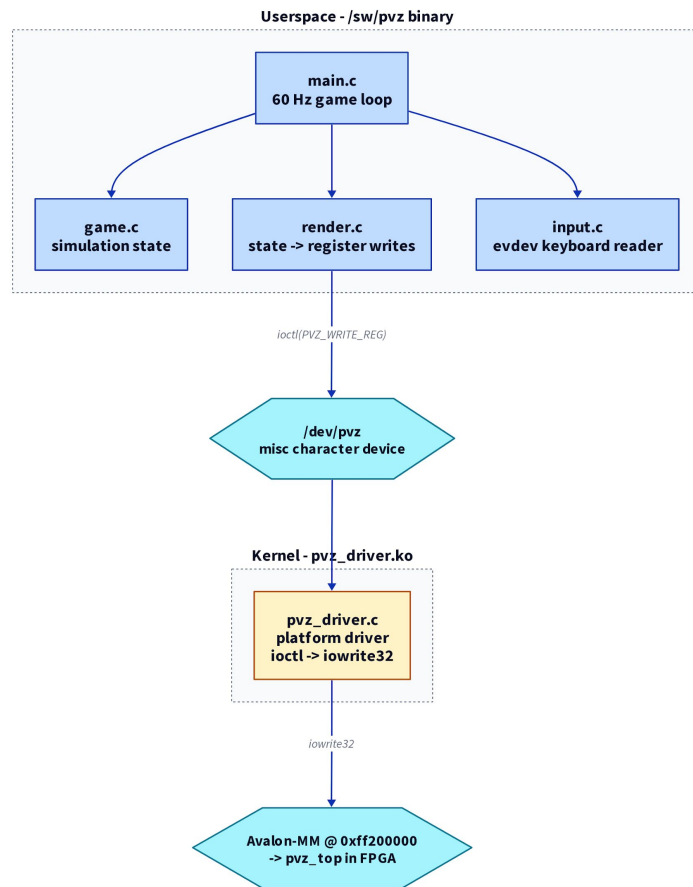 Userspace - /sw/pvz binary
main.c
60 Hz game loop
game.c
simulation state
render.c
state -> register writes
input.c
evdev keyboard reader
ioctl(PVZ_WRITE_REG)
/dev/pvz
misc character device
Kernel - pvz_driver.ko
pvz_driver.c
platform driver
ioctl -> iowrite32
iowrite32
Avalon-MM @ 0xff200000
-> pvz_top in FPGA